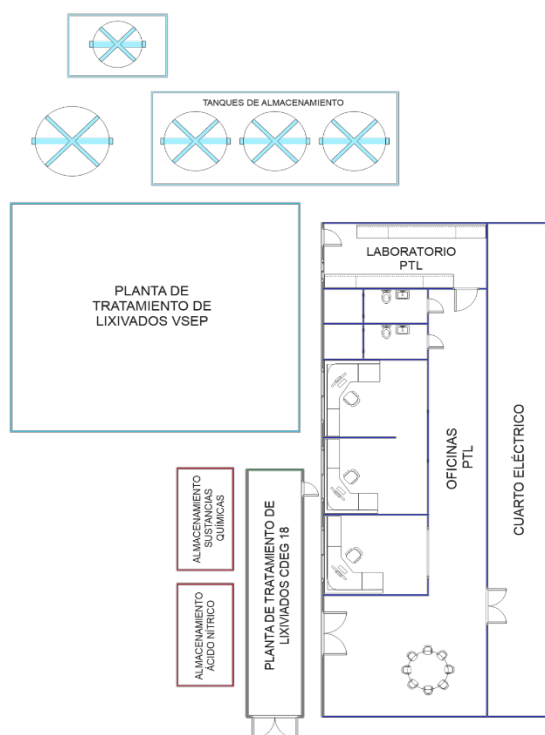 TANQUES DE ALMACENAMIENTO
PLANTA DE
TRATAMIENTO DE
LIXIVADOS VSEP
LABORATORIO
PTL
OFICINAS
PTL
CUARTO ELÉCTRICO
ALMACENAMIENTO
SUSTANCIAS
QUÍMICAS
ALMACENAMIENTO
ÁCIDO NÍTRICO
PLANTA DE TRATAMIENTO DE
LIXIVIADOS CDEG 18